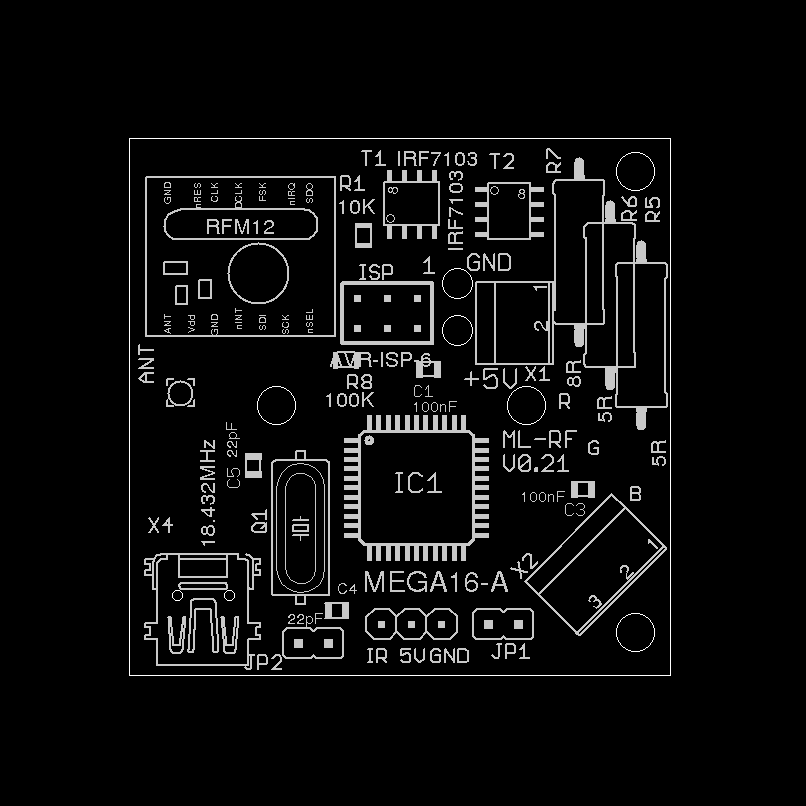 T1 IRF7103 T2
R7
GND nRES CLK DCLK FSK nIRQ SDO
R1
10K
IRF7103
R6
R5
RFM12
GND
ISP
1
ANT Vdd GND nINT SDI SCK nSEL
1
2
8
8
AVR-ISP-6
R8
100K
C1
100nF
+5V X1
8R
5R
5R
ANT
R
G
B
ML-RF
V0.21
22pF
C5
18.432MHz
Q1
IC1
100nF
C3
X4
X2
1
2
3
MEGA16-A
C4
22pF
JP2
IR 5V GND
JP1